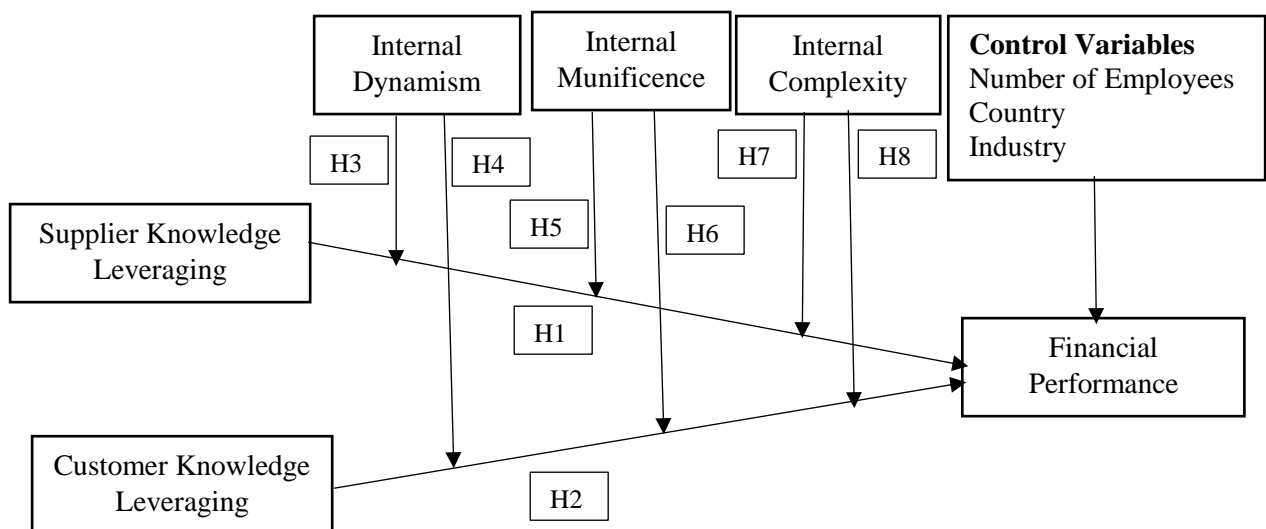 Internal
Dynamism
Internal
Munificence
Internal
Complexity
Control Variables
Number of Employees
Country
Industry
H3
H4
H7
H8
H5
H6
Supplier Knowledge
Leveraging
H1
Financial
Performance
Customer Knowledge
Leveraging
H2